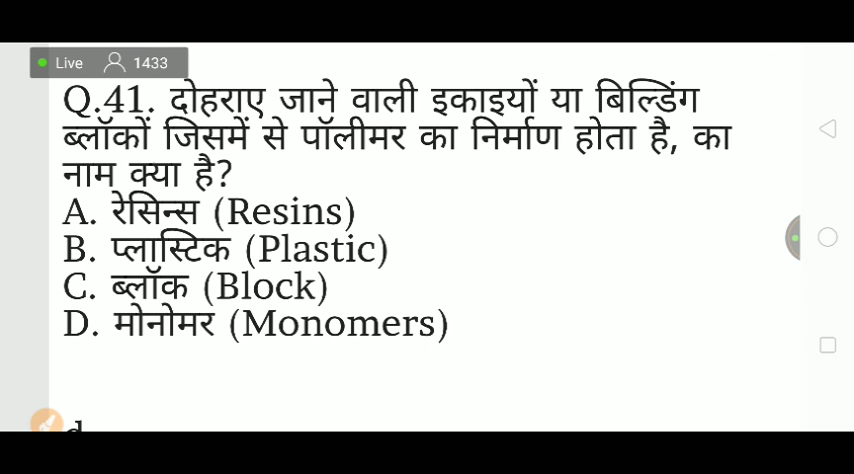 Live 1433
Q.41. दोहराए जाने वाली इकाइयों या बिल्डिंग
ब्लॉकों जिसमें से पॉलीमर का निर्माण होता है, का
नाम क्या है?
A. रेसिन्स (Resins)
B. प्लास्टिक (Plastic)
C. ब्लॉक (Block)
D. मोनोमर (Monomers)